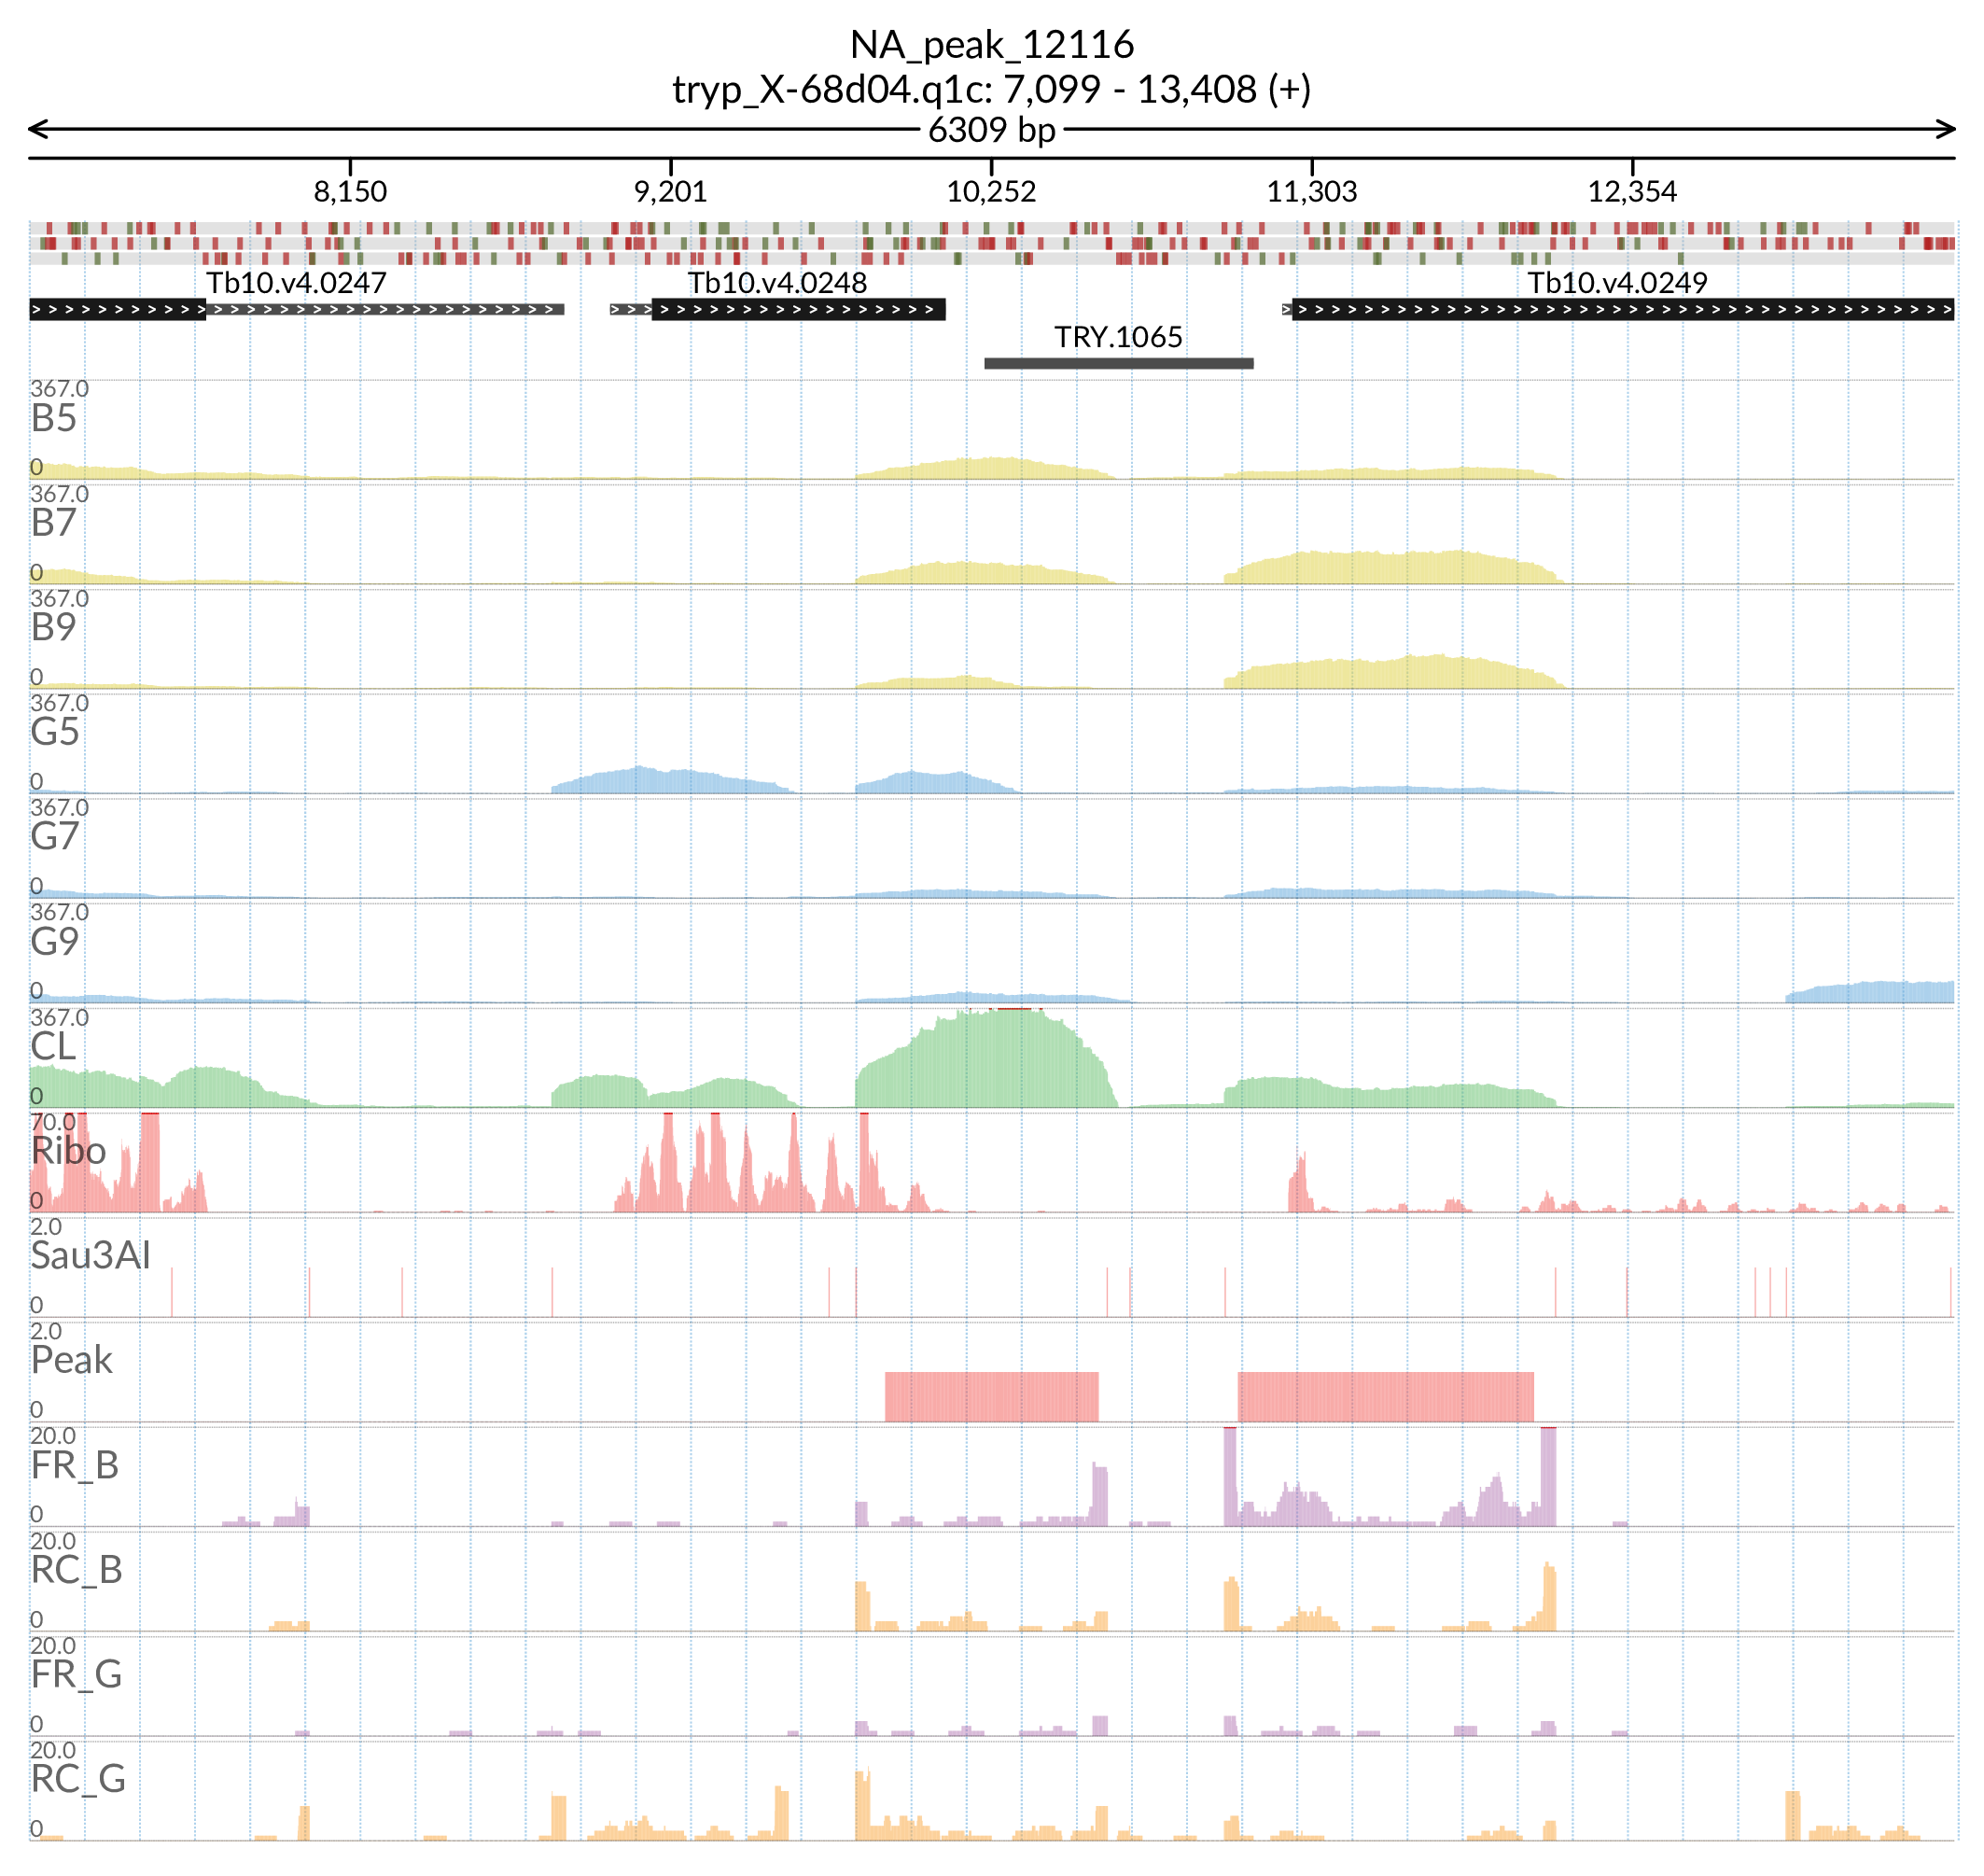 NA_peak_12116
tryp_X-68d04.q1c: 7,099 - 13,408 (+)
6309 bp
8,150 9,201 10,252 11,303 12,354
Tb10.v4.0247 Tb10.v4.0248 Tb10.v4.0249
TRY.1065
367.0
B5
0
367.0
B7
0
367.0
B9
0
367.0
G5
0
367.0
G7
0
367.0
G9
0
367.0
CL
0
70.0
Ribo
0
2.0
Sau3AI
0
2.0
Peak
0
20.0
FR_B
0
20.0
RC_B
0
20.0
FR_G
0
20.0
RC_G
0